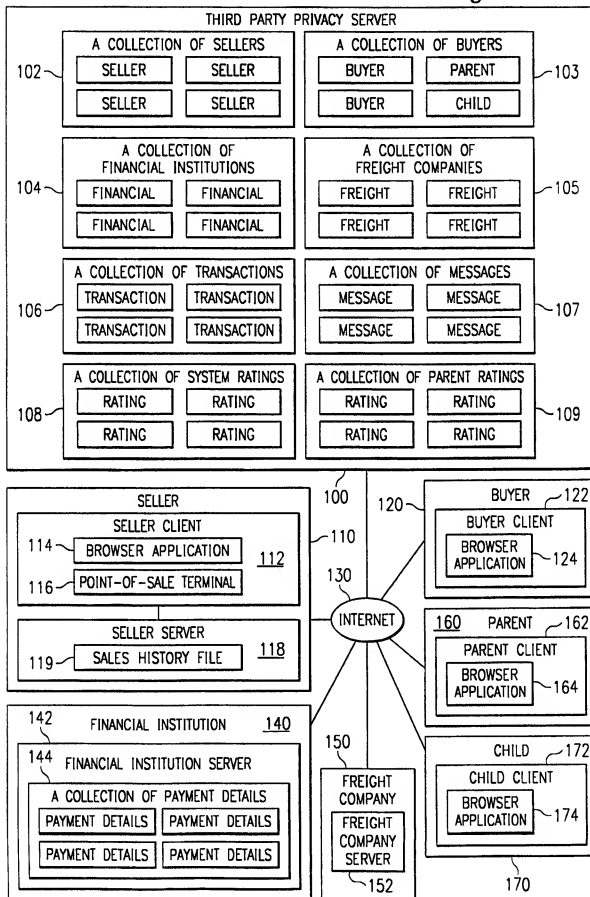 THIRD PARTY PRIVACY SERVER
A COLLECTION OF SELLERS
SELLER SELLER
SELLER SELLER
102
A COLLECTION OF BUYERS
BUYER PARENT
BUYER CHILD
103
A COLLECTION OF
FINANCIAL INSTITUTIONS
FINANCIAL FINANCIAL
FINANCIAL FINANCIAL
104
A COLLECTION OF
FREIGHT COMPANIES
FREIGHT FREIGHT
FREIGHT FREIGHT
105
A COLLECTION OF TRANSACTIONS
TRANSACTION TRANSACTION
TRANSACTION TRANSACTION
106
A COLLECTION OF MESSAGES
MESSAGE MESSAGE
MESSAGE MESSAGE
107
A COLLECTION OF SYSTEM RATINGS
RATING RATING
RATING RATING
108
A COLLECTION OF PARENT RATINGS
RATING RATING
RATING RATING
109
100
SELLER
SELLER CLIENT
114 BROWSER APPLICATION 112
116 POINT-OF-SALE TERMINAL
110
SELLER SERVER
119 SALES HISTORY FILE 118
130
INTERNET
120
BUYER 122
BUYER CLIENT
BROWSER
APPLICATION 124
160 PARENT 162
PARENT CLIENT
BROWSER
APPLICATION 164
CHILD 172
CHILD CLIENT
BROWSER
APPLICATION 174
170
142 FINANCIAL INSTITUTION 140
144 FINANCIAL INSTITUTION SERVER
A COLLECTION OF PAYMENT DETAILS
PAYMENT DETAILS PAYMENT DETAILS
PAYMENT DETAILS PAYMENT DETAILS
150
FREIGHT
COMPANY
FREIGHT
COMPANY
SERVER
152